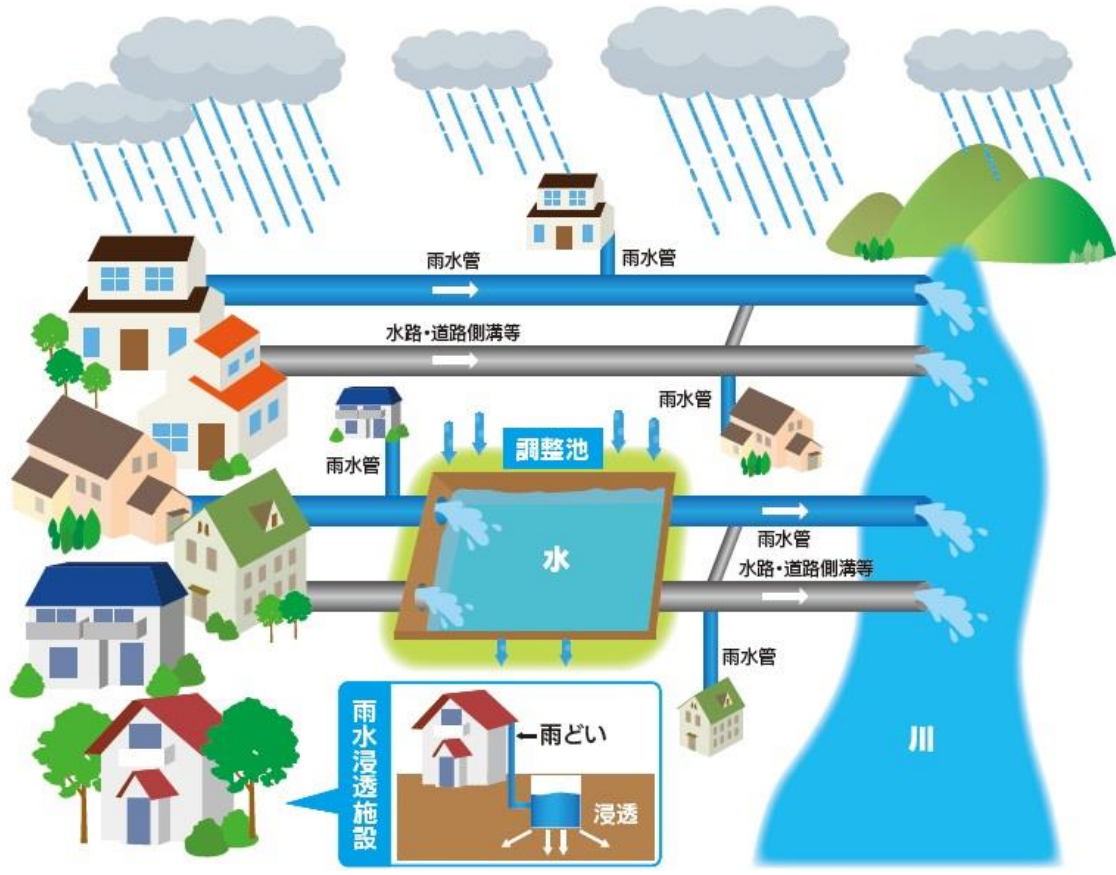 雨水管
雨水管
水路・道路側溝等
雨水管
雨水管
調整池
水
雨水管
水路・道路側溝等
雨水管
川
雨水浸透施設
雨どい
浸透